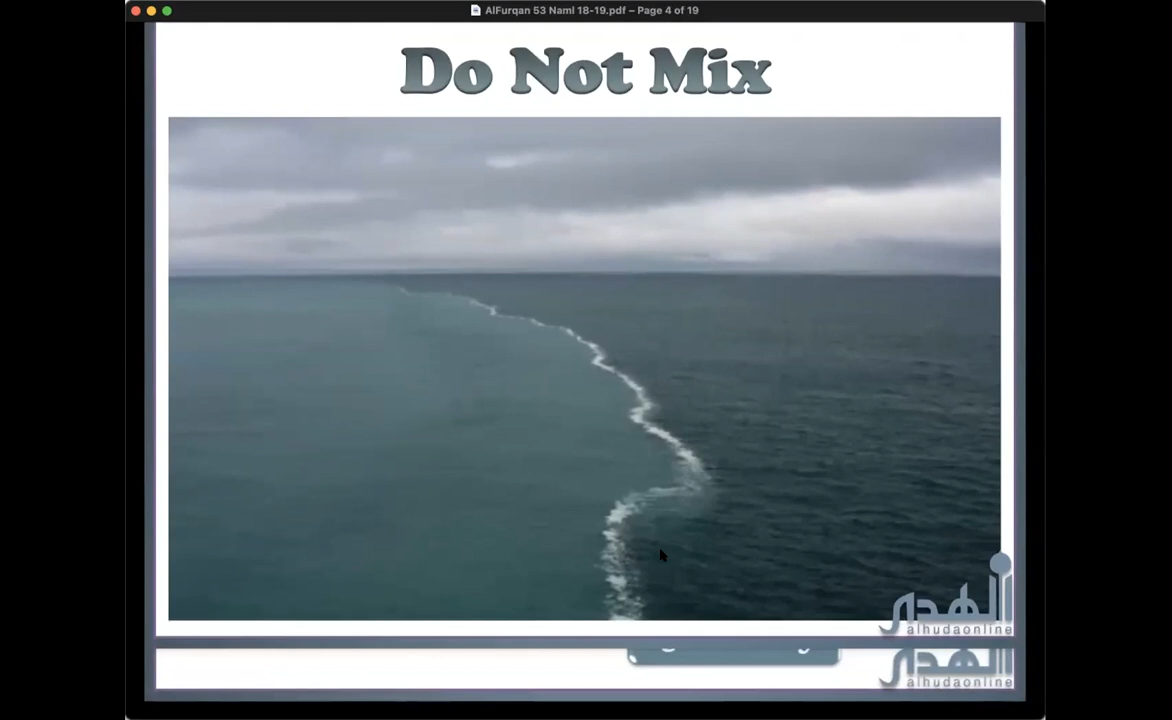 AlFurqan 53 Naml 18-19.pdf – Page 4 of 19
Do Not Mix
الهدى
alhudaonline
الهدى
alhudaonline